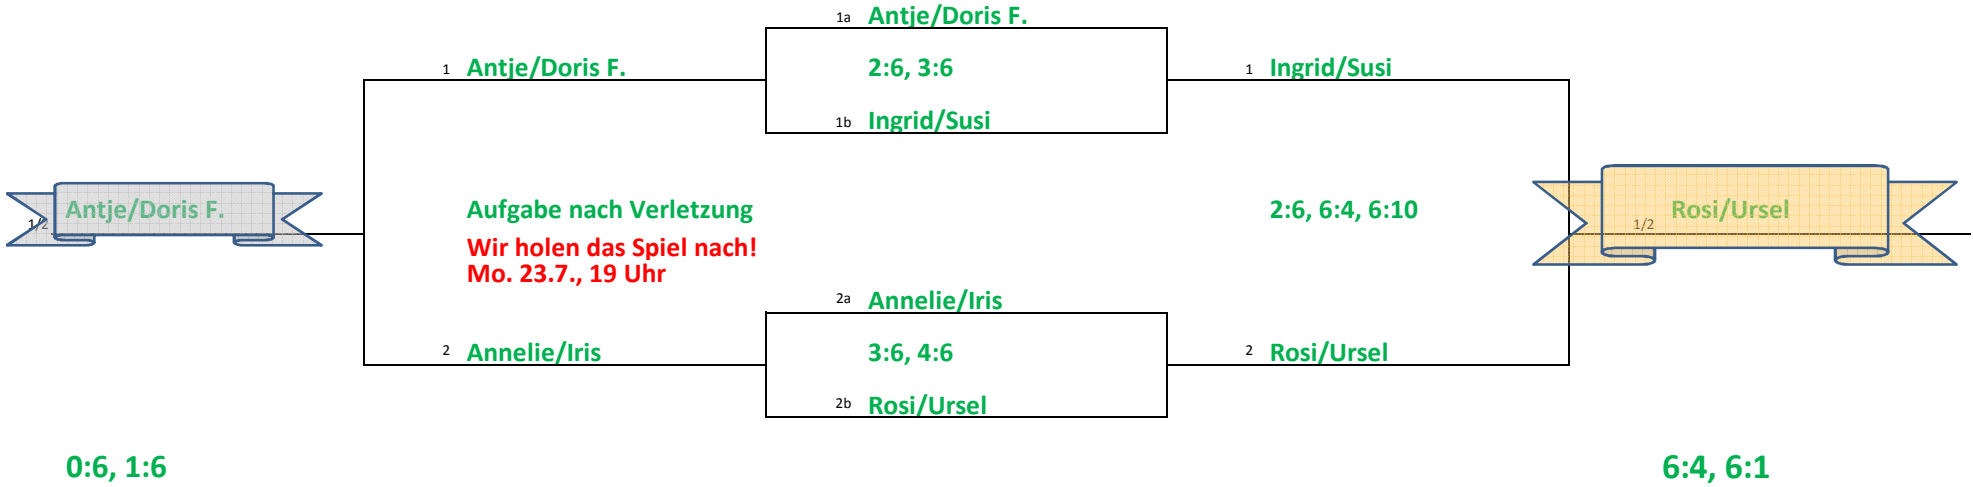 1a Antje/Doris F.
1 Antje/Doris F.
2:6, 3:6
1 Ingrid/Susi
1b Ingrid/Susi
1/2 Antje/Doris F.
Aufgabe nach Verletzung
2:6, 6:4, 6:10
1/2 Rosi/Ursel
Wir holen das Spiel nach!
Mo. 23.7., 19 Uhr
2a Annelie/Iris
2 Annelie/Iris
3:6, 4:6
2 Rosi/Ursel
2b Rosi/Ursel
0:6, 1:6
6:4, 6:1